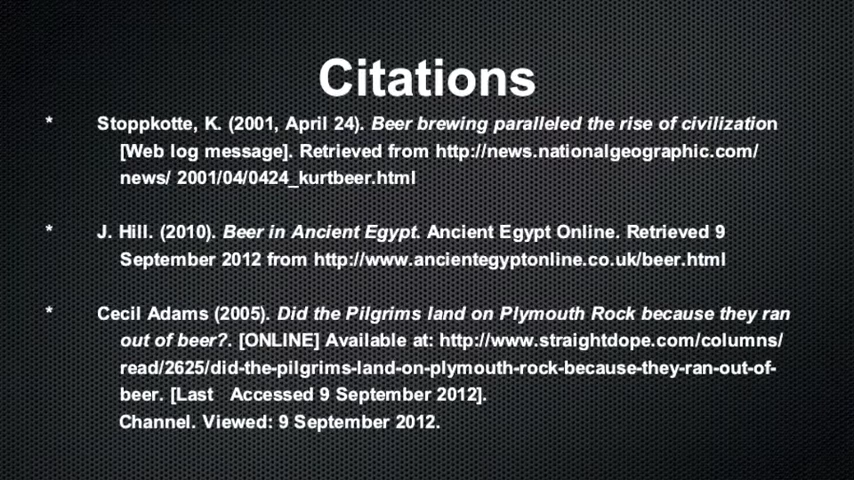 Citations
* Stoppkotte, K. (2001, April 24). Beer brewing paralleled the rise of civilization
[Web log message]. Retrieved from http://news.nationalgeographic.com/
news/ 2001/04/0424_kurtbeer.html
* J. Hill. (2010). Beer in Ancient Egypt. Ancient Egypt Online. Retrieved 9
September 2012 from http://www.ancientegyptonline.co.uk/beer.html
* Cecil Adams (2005). Did the Pilgrims land on Plymouth Rock because they ran
out of beer?. [ONLINE] Available at: http://www.straightdope.com/columns/
read/2625/did-the-pilgrims-land-on-plymouth-rock-because-they-ran-out-of-
beer. [Last Accessed 9 September 2012].
Channel. Viewed: 9 September 2012.